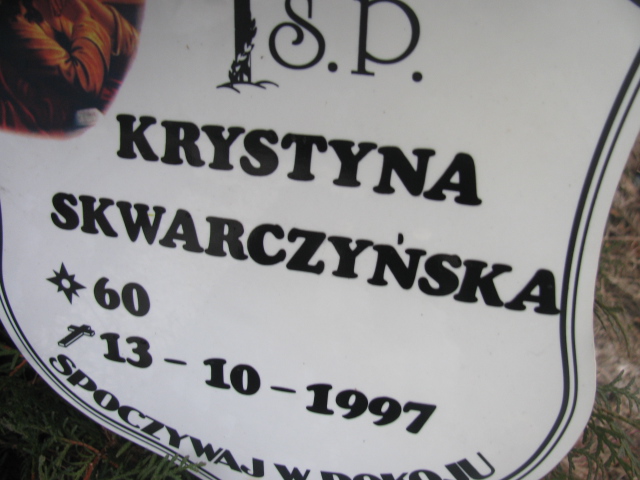 Ś.P.
KRYSTYNA
SKWARCZYŃSKA
60
13 - 10 - 1997
SPOCZYWAJ W POKOJU